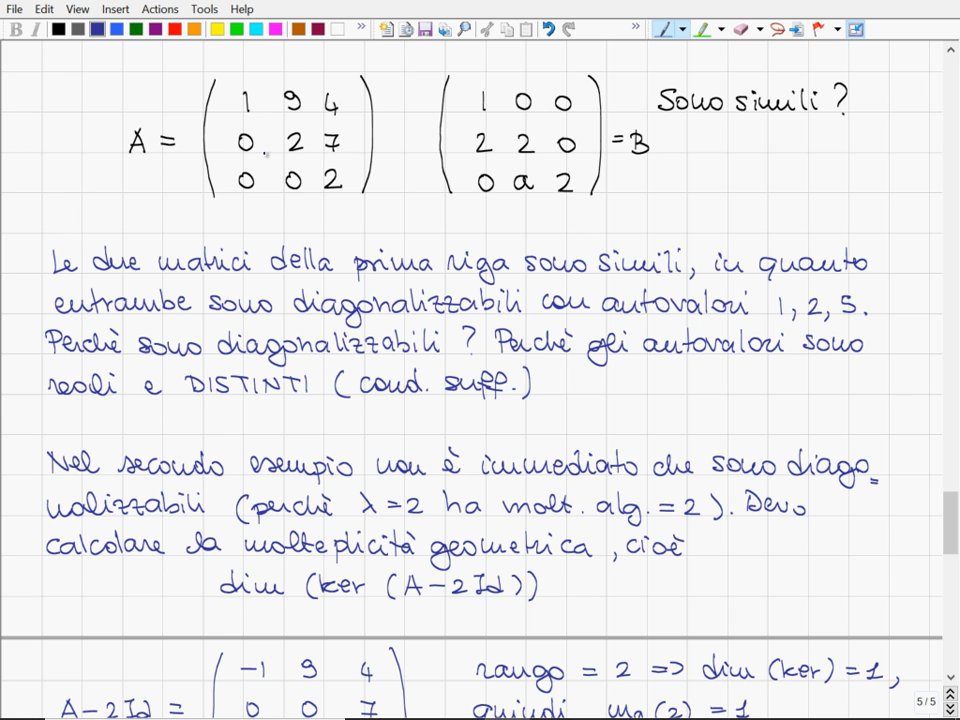 File Edit View Insert Actions Tools Help
B I » »
A = ( 1 9 4 ) ( 1 0 0 ) = B Sono simili ?
( 0 2 7 ) ( 2 2 0 )
( 0 0 2 ) ( 0 a 2 )
Le due matrici della prima riga sono simili, in quanto
entrambe sono diagonalizzabili con autovalori 1, 2, 5.
Perchè sono diagonalizzabili ? Perchè gli autovalori sono
reali e DISTINTI (cond. suff.)
Nel secondo esempio non è immediato che sono diago=
nalizzabili (perchè λ=2 ha molt. alg. = 2). Devo
calcolare la molteplicità geometrica, cioè
dim (ker (A-2Id))
-1 9 4 rango = 2 => dim (ker) = 1,
A-2Id = 0 0 7 quindi mg(2) = 1
5 / 5